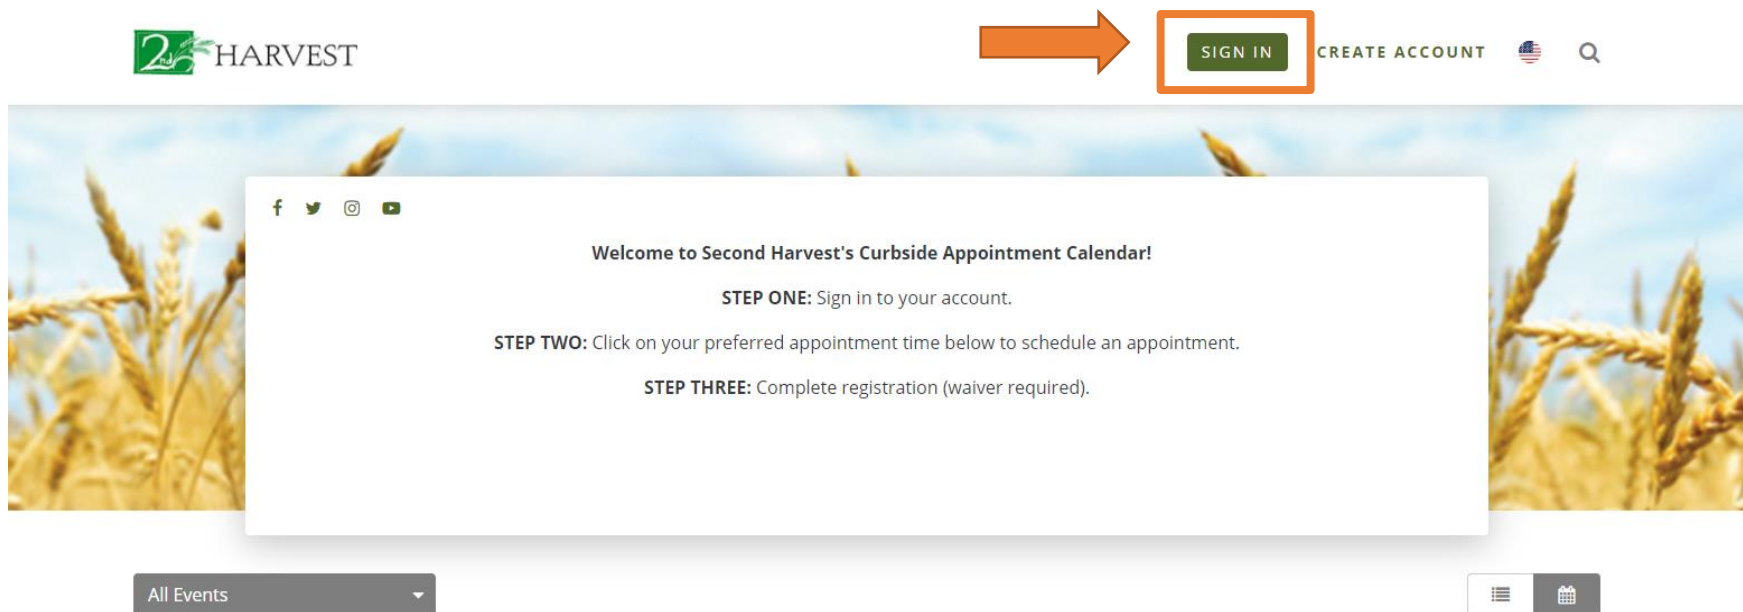 2nd HARVEST
SIGN IN
CREATE ACCOUNT
Welcome to Second Harvest's Curbside Appointment Calendar!
STEP ONE: Sign in to your account.
STEP TWO: Click on your preferred appointment time below to schedule an appointment.
STEP THREE: Complete registration (waiver required).
All Events